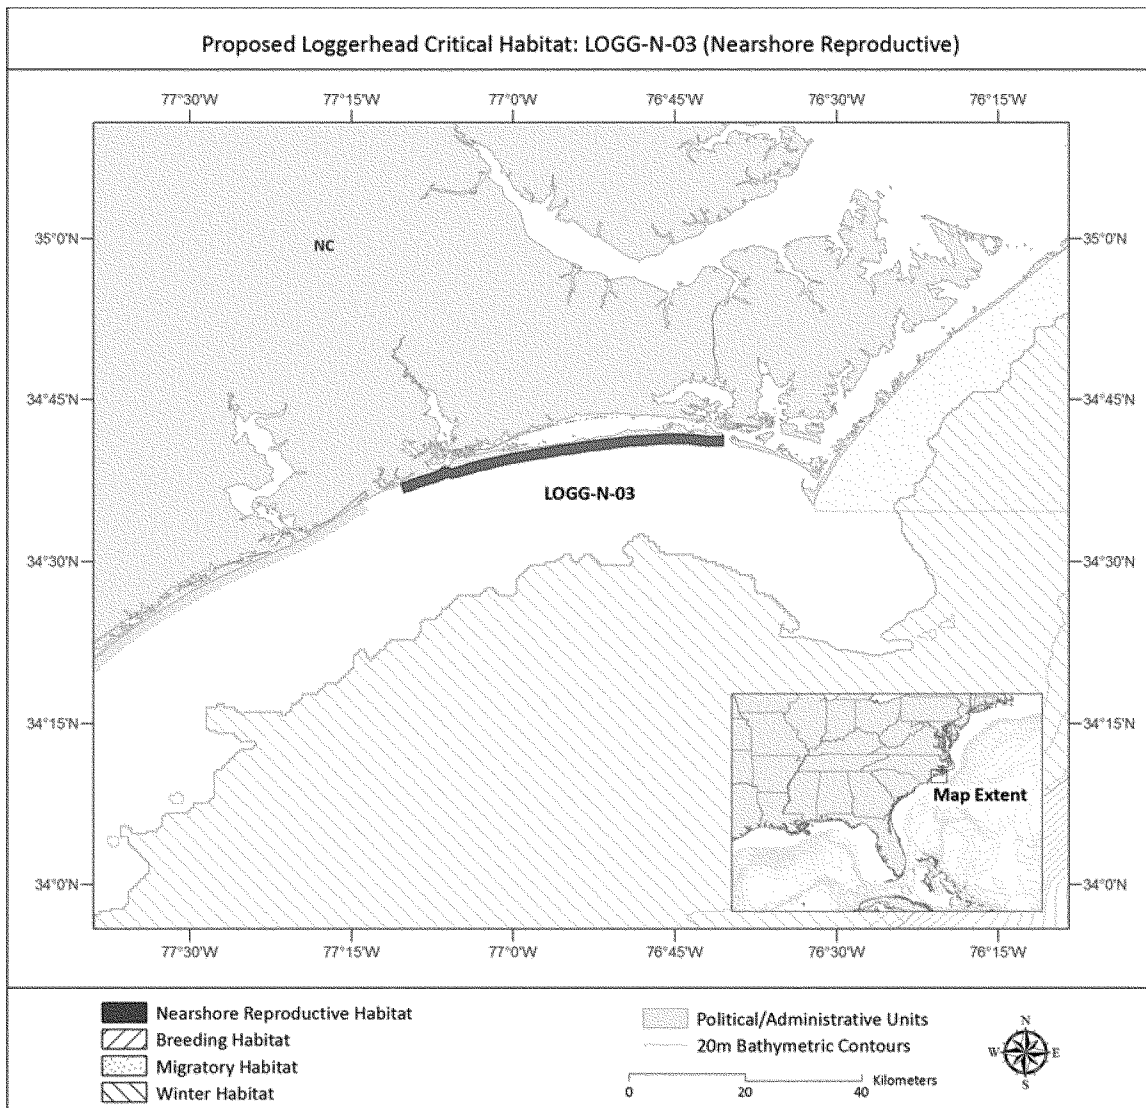 Proposed Loggerhead Critical Habitat: LOGG-N-03 (Nearshore Reproductive)
77°30'W 77°15'W 77°0'W 76°45'W 76°30'W 76°15'W
35°0'N NC 35°0'N
34°45'N 34°45'N
LOGG-N-03
34°30'N 34°30'N
34°15'N 34°15'N
Map Extent
34°0'N 34°0'N
77°30'W 77°15'W 77°0'W 76°45'W 76°30'W 76°15'W
Nearshore Reproductive Habitat
Breeding Habitat
Migratory Habitat
Winter Habitat
Political/Administrative Units
20m Bathymetric Contours
Kilometers
0 20 40
N
W E
S